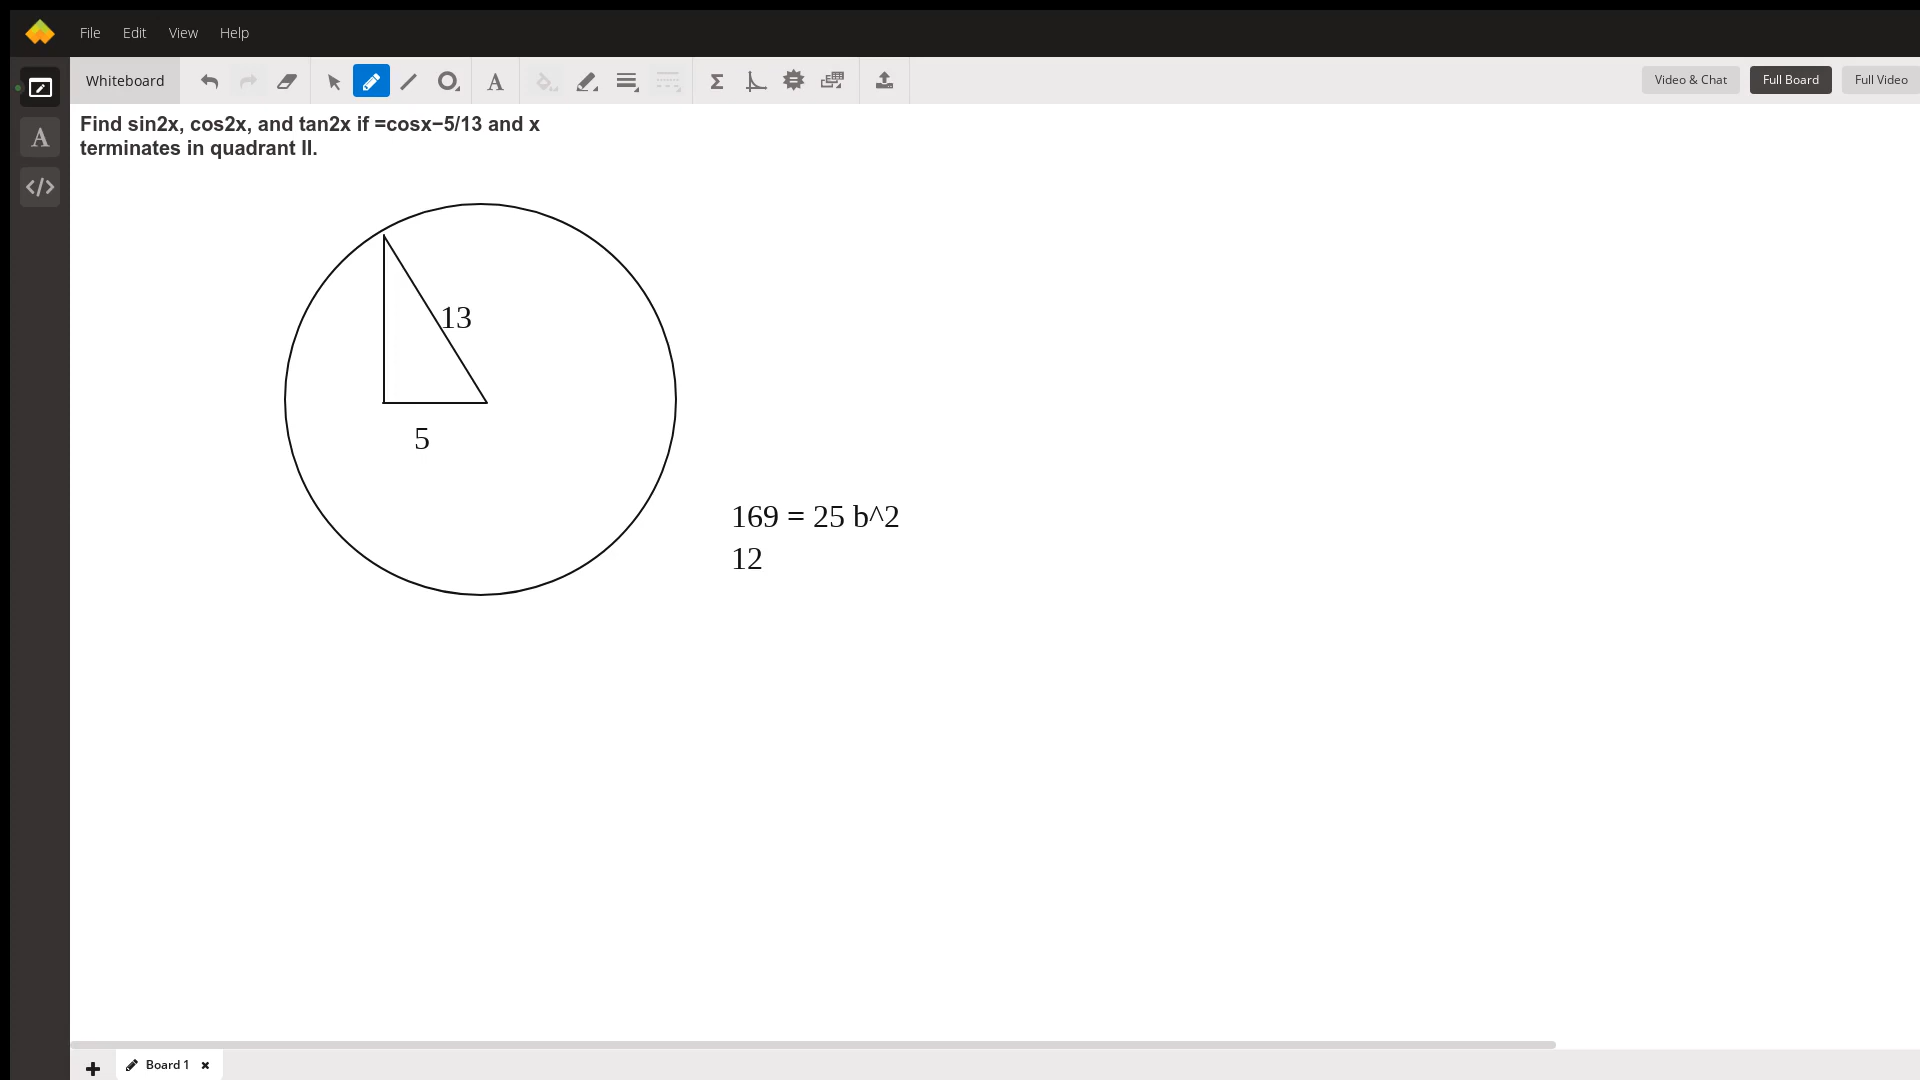 File Edit View Help
Whiteboard
A
Σ
Video & Chat
Full Board
Full Video
A
Find sin2x, cos2x, and tan2x if =cosx−5/13 and x
terminates in quadrant II.
13
5
169 = 25 b^2
12
Board 1